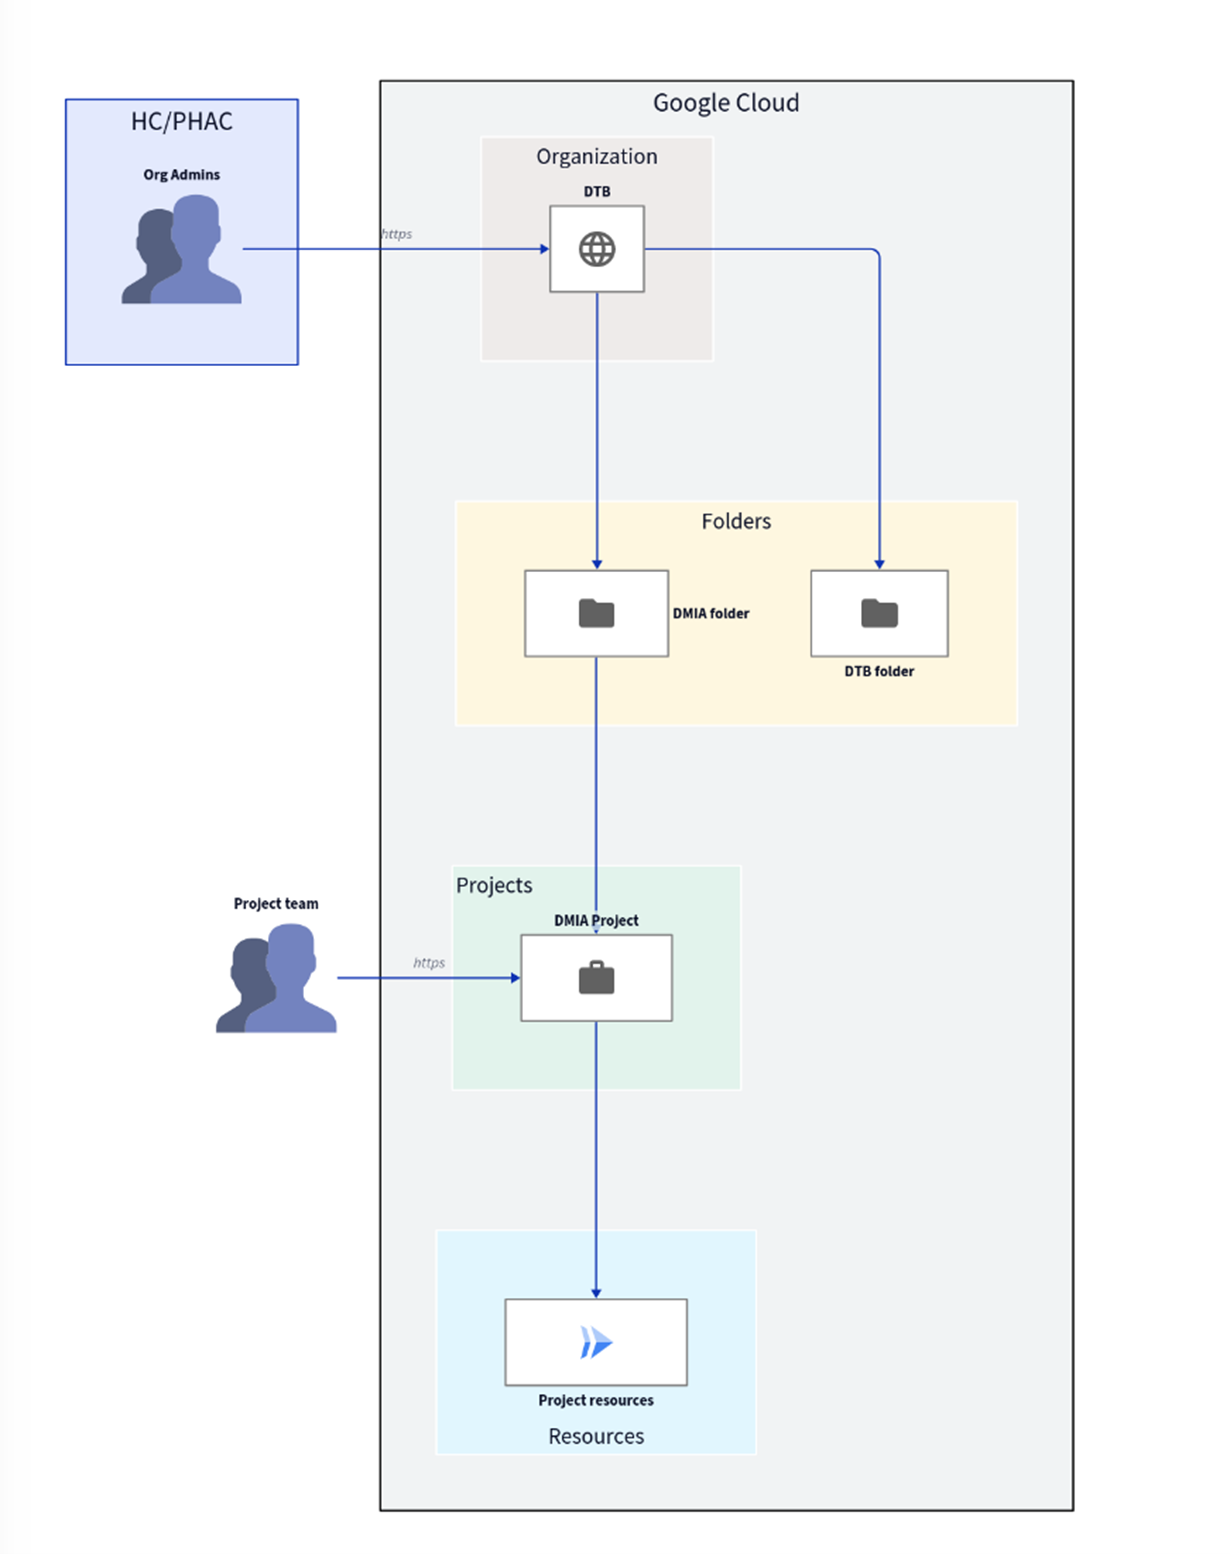 Google Cloud
HC/PHAC
Org Admins
Organization
DTB
https
Folders
DMIA folder
DTB folder
Projects
DMIA Project
Project team
https
Project resources
Resources